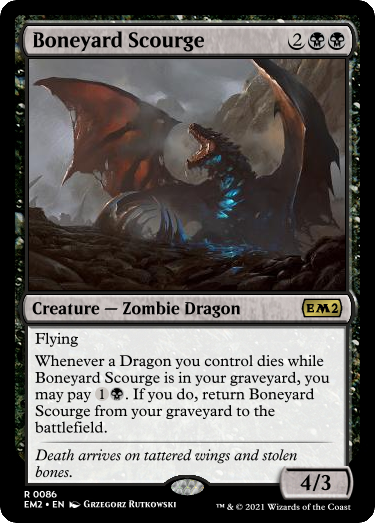 Boneyard Scourge 2
Creature — Zombie Dragon EM2
Flying
Whenever a Dragon you control dies while
Boneyard Scourge is in your graveyard, you
may pay 1. If you do, return Boneyard
Scourge from your graveyard to the
battlefield.
Death arrives on tattered wings and stolen
bones.
4/3
R 0086
EM2 • EN Grzegorz Rutkowski
™ & © 2021 Wizards of the Coast